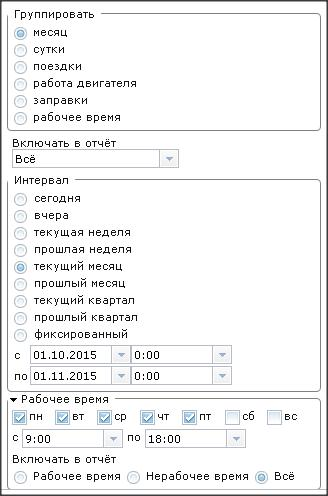 Группировать
месяц
сутки
поездки
работа двигателя
заправки
рабочее время
Включать в отчёт
Всё
Интервал
сегодня
вчера
текущая неделя
прошлая неделя
текущий месяц
прошлый месяц
текущий квартал
прошлый квартал
фиксированный
с 01.10.2015 0:00
по 01.11.2015 0:00
Рабочее время
пн вт ср чт пт сб вс
с 9:00 по 18:00
Включать в отчёт
Рабочее время Нерабочее время Всё